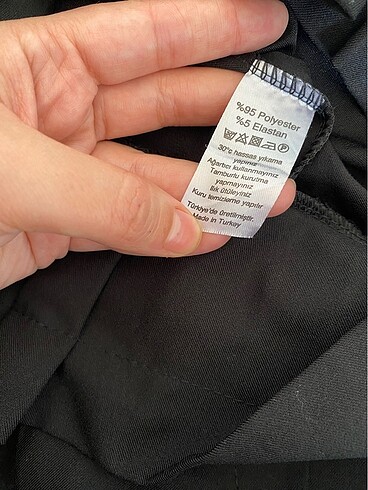 %95 Polyester
%5 Elastan
30°c hassas yıkama
yapınız
Ağartıcı kullanmayınız
Tamburlu kurutma
yapmayınız
Ilık ütüleyiniz
Kuru temizleme yapılır
Türkiye'de üretilmiştir.
Made in Turkey